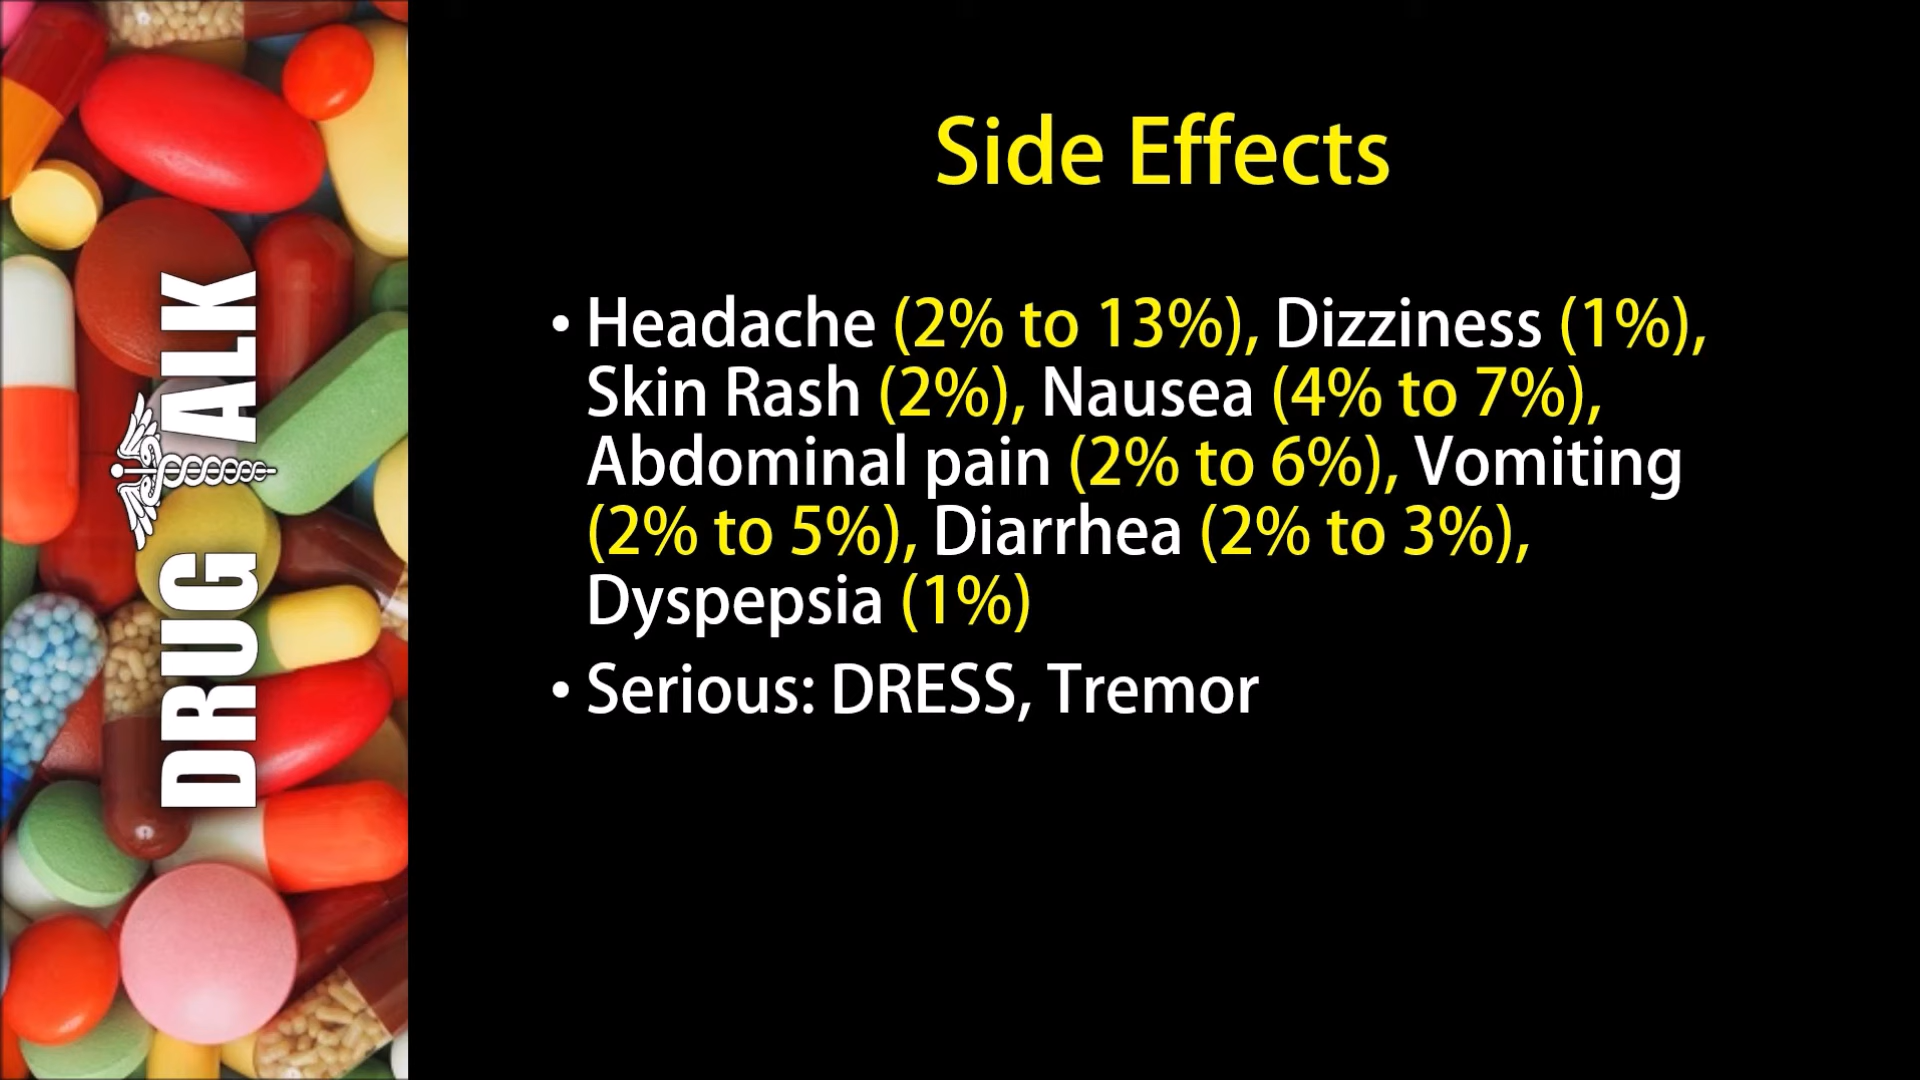 DRUG TALK
Side Effects
• Headache (2% to 13%), Dizziness (1%),
Skin Rash (2%), Nausea (4% to 7%),
Abdominal pain (2% to 6%), Vomiting
(2% to 5%), Diarrhea (2% to 3%),
Dyspepsia (1%)
• Serious: DRESS, Tremor